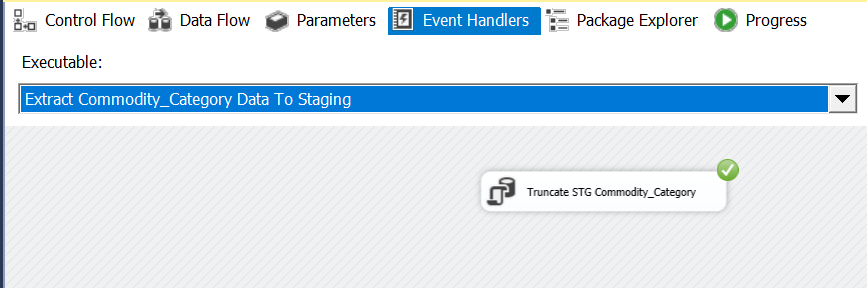 Control Flow Data Flow Parameters Event Handlers Package Explorer Progress
Executable:
Extract Commodity_Category Data To Staging
Truncate STG Commodity_Category